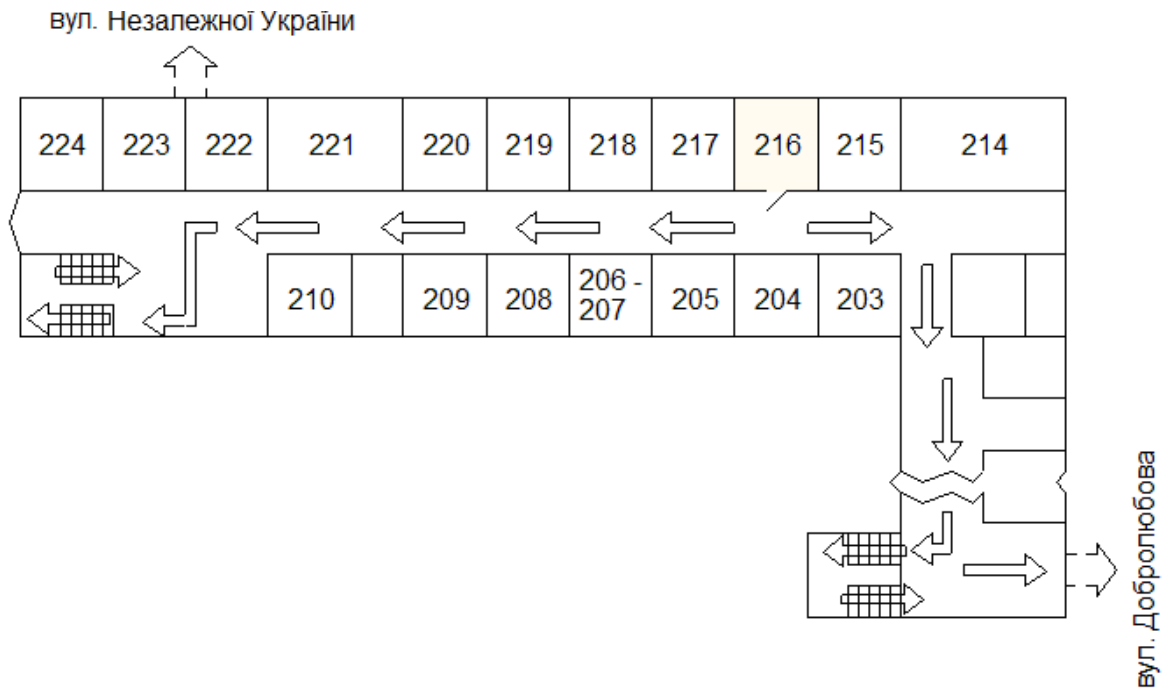 вул. Незалежної України
224 223 222 221 220 219 218 217 216 215 214
210 209 208 206 - 205 204 203
207
вул. Добролюбова